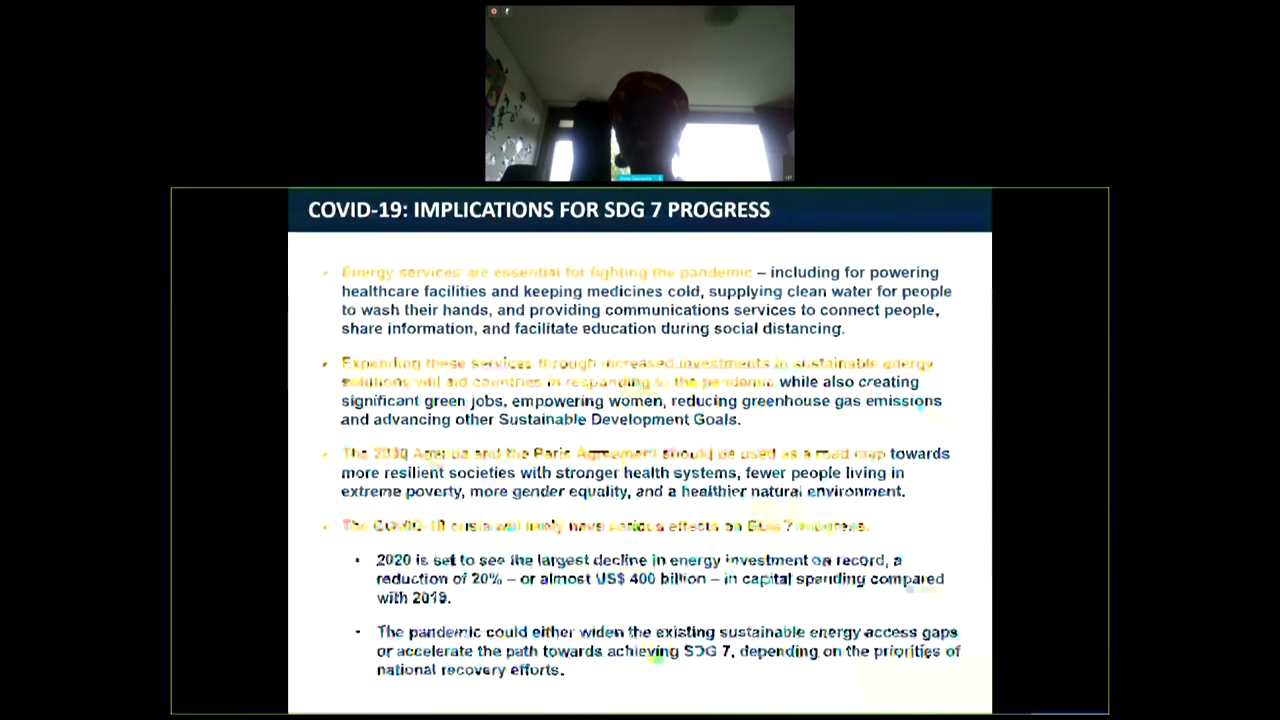 COVID-19: IMPLICATIONS FOR SDG 7 PROGRESS
Energy services are essential for fighting the pandemic – including for powering
healthcare facilities and keeping medicines cold, supplying clean water for people
to wash their hands, and providing communications services to connect people,
share information, and facilitate education during social distancing.
Expanding these services through increased investments in sustainable energy
solutions will aid countries in responding to the pandemic while also creating
significant green jobs, empowering women, reducing greenhouse gas emissions
and advancing other Sustainable Development Goals.
The 2030 Agenda and the Paris Agreement should be used as a road map towards
more resilient societies with stronger health systems, fewer people living in
extreme poverty, more gender equality, and a healthier natural environment.
The COVID-19 crisis will likely have serious effects on SDG 7 progress.
• 2020 is set to see the largest decline in energy investment on record, a
reduction of 20% – or almost US$ 400 billion – in capital spending compared
with 2019.
• The pandemic could either widen the existing sustainable energy access gaps
or accelerate the path towards achieving SDG 7, depending on the priorities of
national recovery efforts.